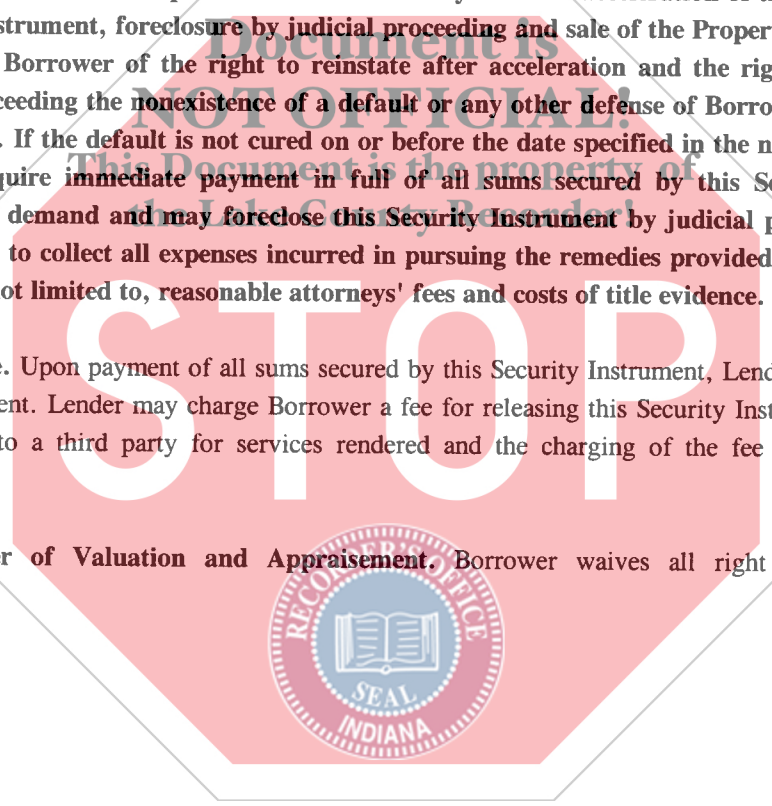 strument, foreclosure by judicial proceeding and sale of the Proper
Document is
Borrower of the right to reinstate after acceleration and the rig
ceeding the nonexistence of a default or any other defense of Borro
NOT OFFICIAL!
. If the default is not cured on or before the date specified in the n
This Document is the property of
quire immediate payment in full of all sums secured by this Se
the Lake County Recorder!
demand and may foreclose this Security Instrument by judicial p
to collect all expenses incurred in pursuing the remedies provided
ot limited to, reasonable attorneys' fees and costs of title evidence.
STOP
e. Upon payment of all sums secured by this Security Instrument, Lend
ent. Lender may charge Borrower a fee for releasing this Security Inst
to a third party for services rendered and the charging of the fee
er of Valuation and Appraisement. Borrower waives all right
RECORDER'S OFFICE
SEAL
INDIANA